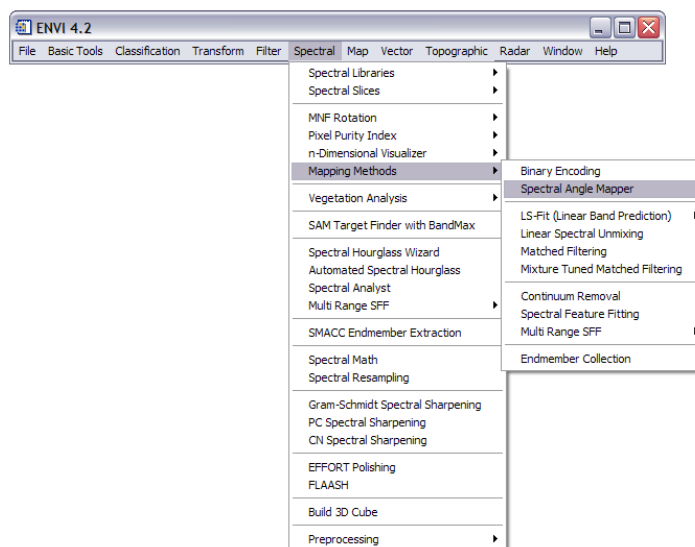 ENVI 4.2
File Basic Tools Classification Transform Filter Spectral Map Vector Topographic Radar Window Help
Spectral Libraries
Spectral Slices
MNF Rotation
Pixel Purity Index
n-Dimensional Visualizer
Mapping Methods
Vegetation Analysis
SAM Target Finder with BandMax
Spectral Hourglass Wizard
Automated Spectral Hourglass
Spectral Analyst
Multi Range SFF
SMACC Endmember Extraction
Spectral Math
Spectral Resampling
Gram-Schmidt Spectral Sharpening
PC Spectral Sharpening
CN Spectral Sharpening
EFFORT Polishing
FLAASH
Build 3D Cube
Preprocessing
Binary Encoding
Spectral Angle Mapper
LS-Fit (Linear Band Prediction)
Linear Spectral Unmixing
Matched Filtering
Mixture Tuned Matched Filtering
Continuum Removal
Spectral Feature Fitting
Multi Range SFF
Endmember Collection